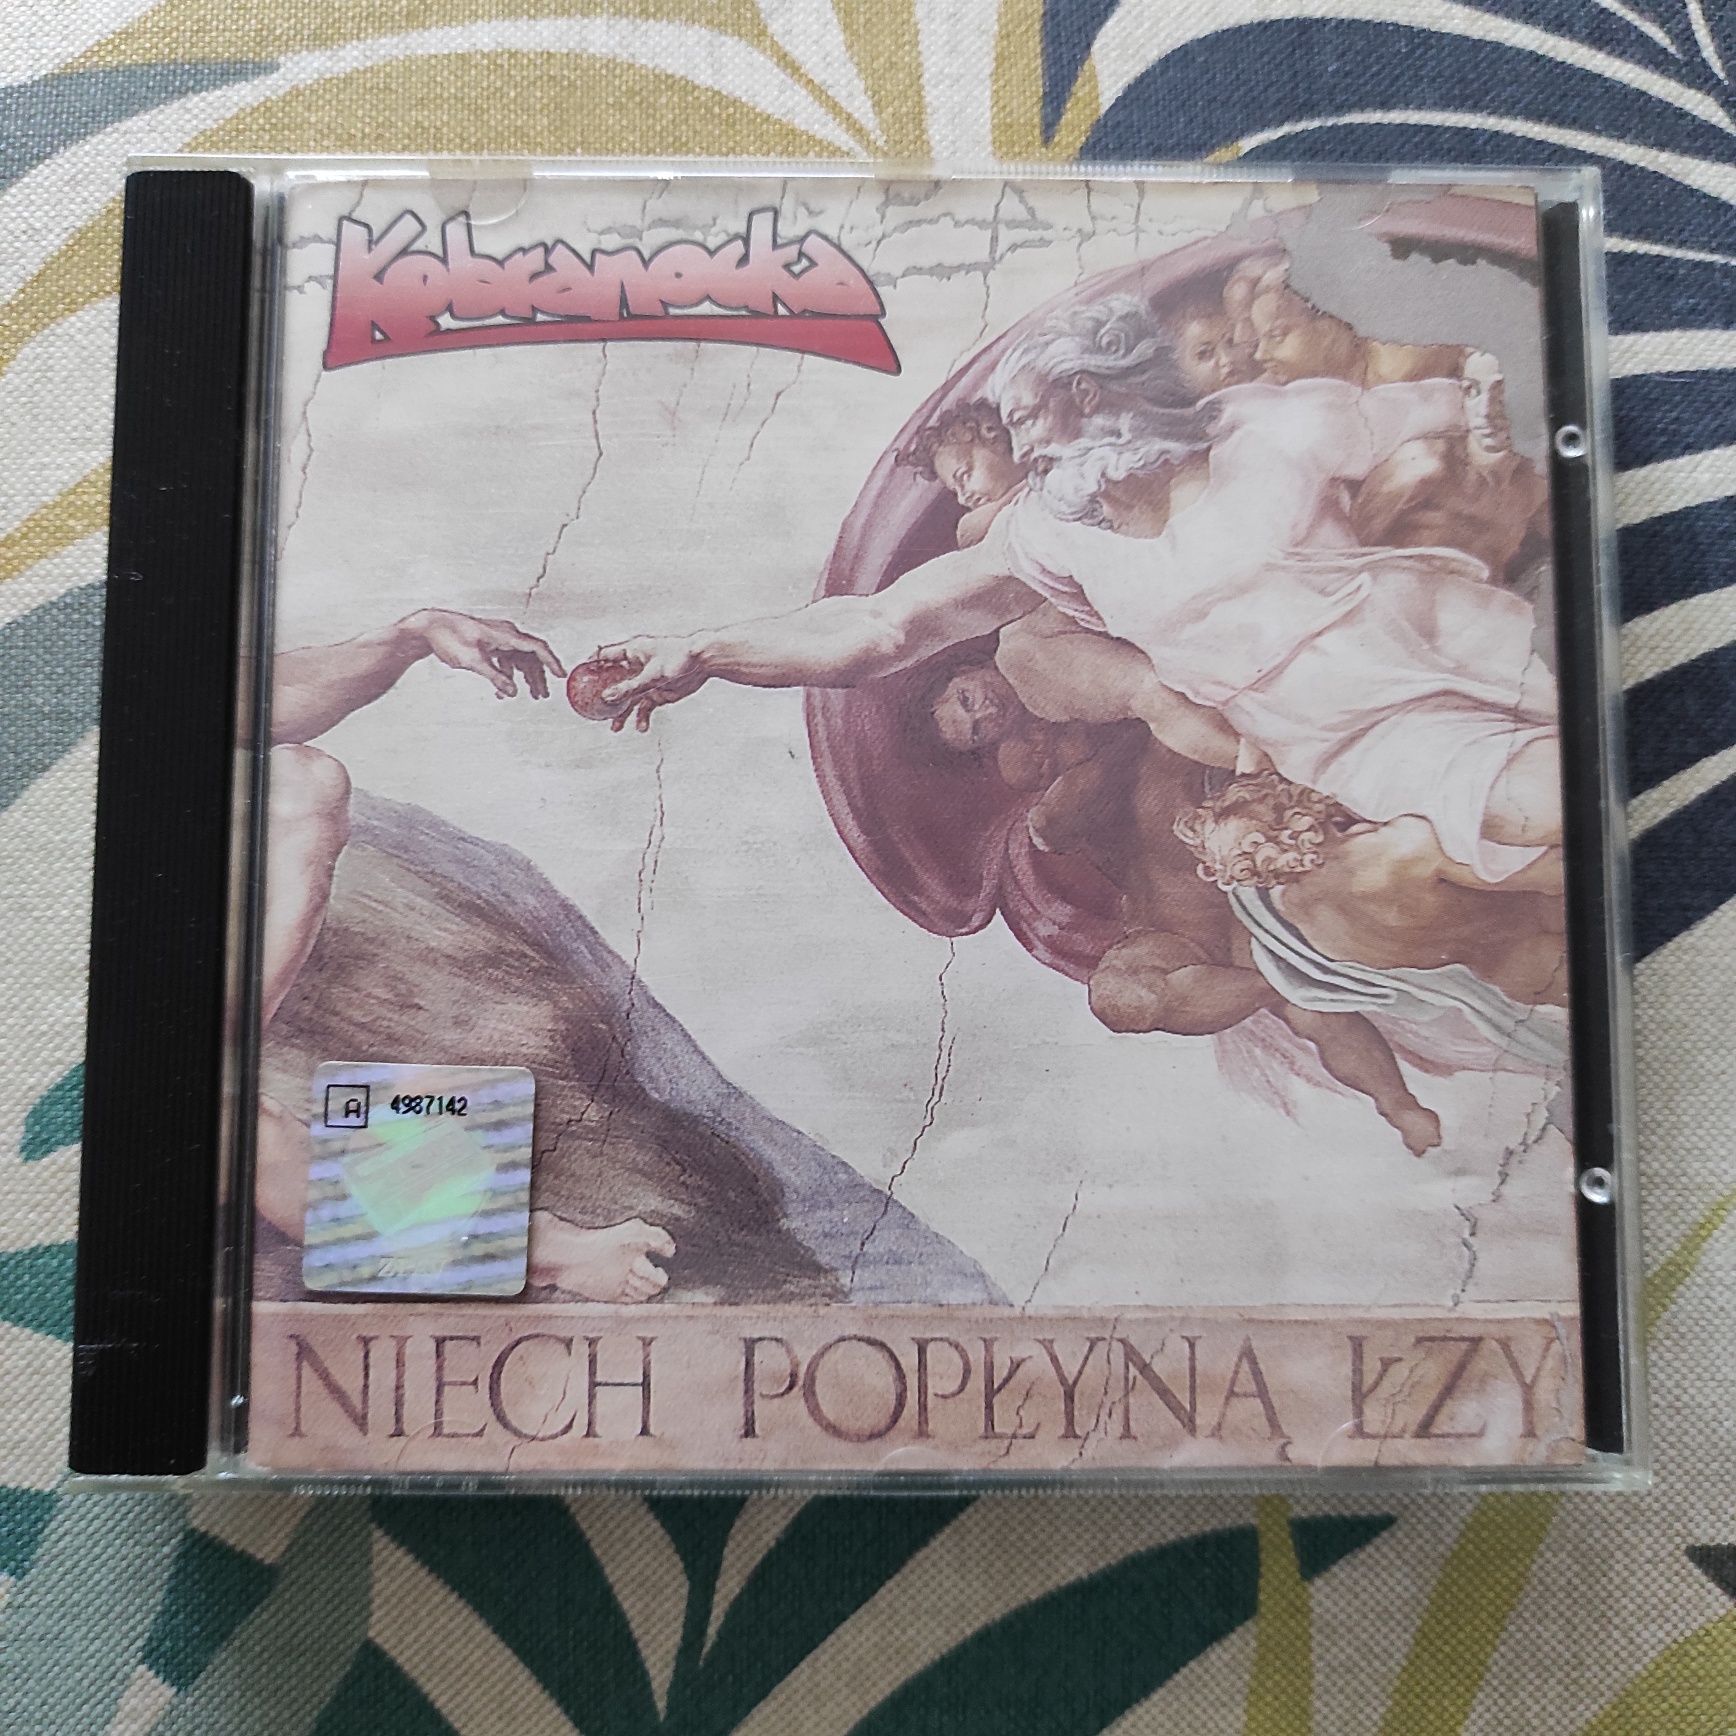 Kobranocka
A 4987142
NIECH POPŁYNĄ ŁZY